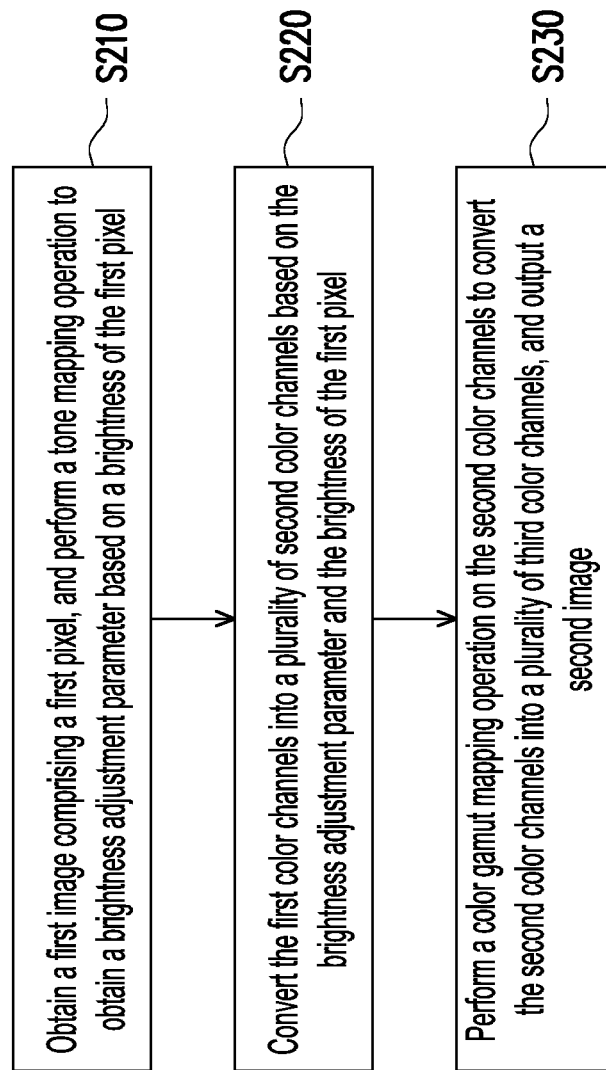 Obtain a first image comprising a first pixel, and perform a tone mapping operation to
obtain a brightness adjustment parameter based on a brightness of the first pixel
S210
Convert the first color channels into a plurality of second color channels based on the
brightness adjustment parameter and the brightness of the first pixel
S220
Perform a color gamut mapping operation on the second color channels to convert
the second color channels into a plurality of third color channels, and output a
second image
S230